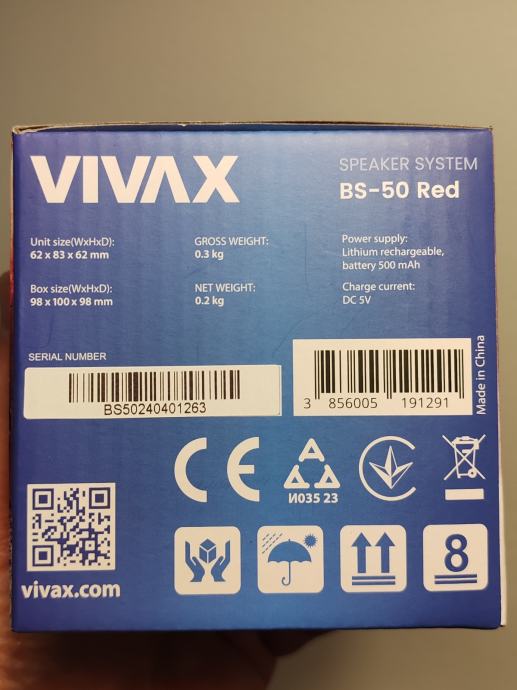 VIVAX
SPEAKER SYSTEM
BS-50 Red
Unit size(WxHxD):
62 x 83 x 62 mm
GROSS WEIGHT:
0.3 kg
Power supply:
Lithium rechargeable,
battery 500 mAh
Box size(WxHxD):
98 x 100 x 98 mm
NET WEIGHT:
0.2 kg
Charge current:
DC 5V
SERIAL NUMBER
BS50240401263
3 856005 191291
Made in China
CE
И035 23
8
vivax.com